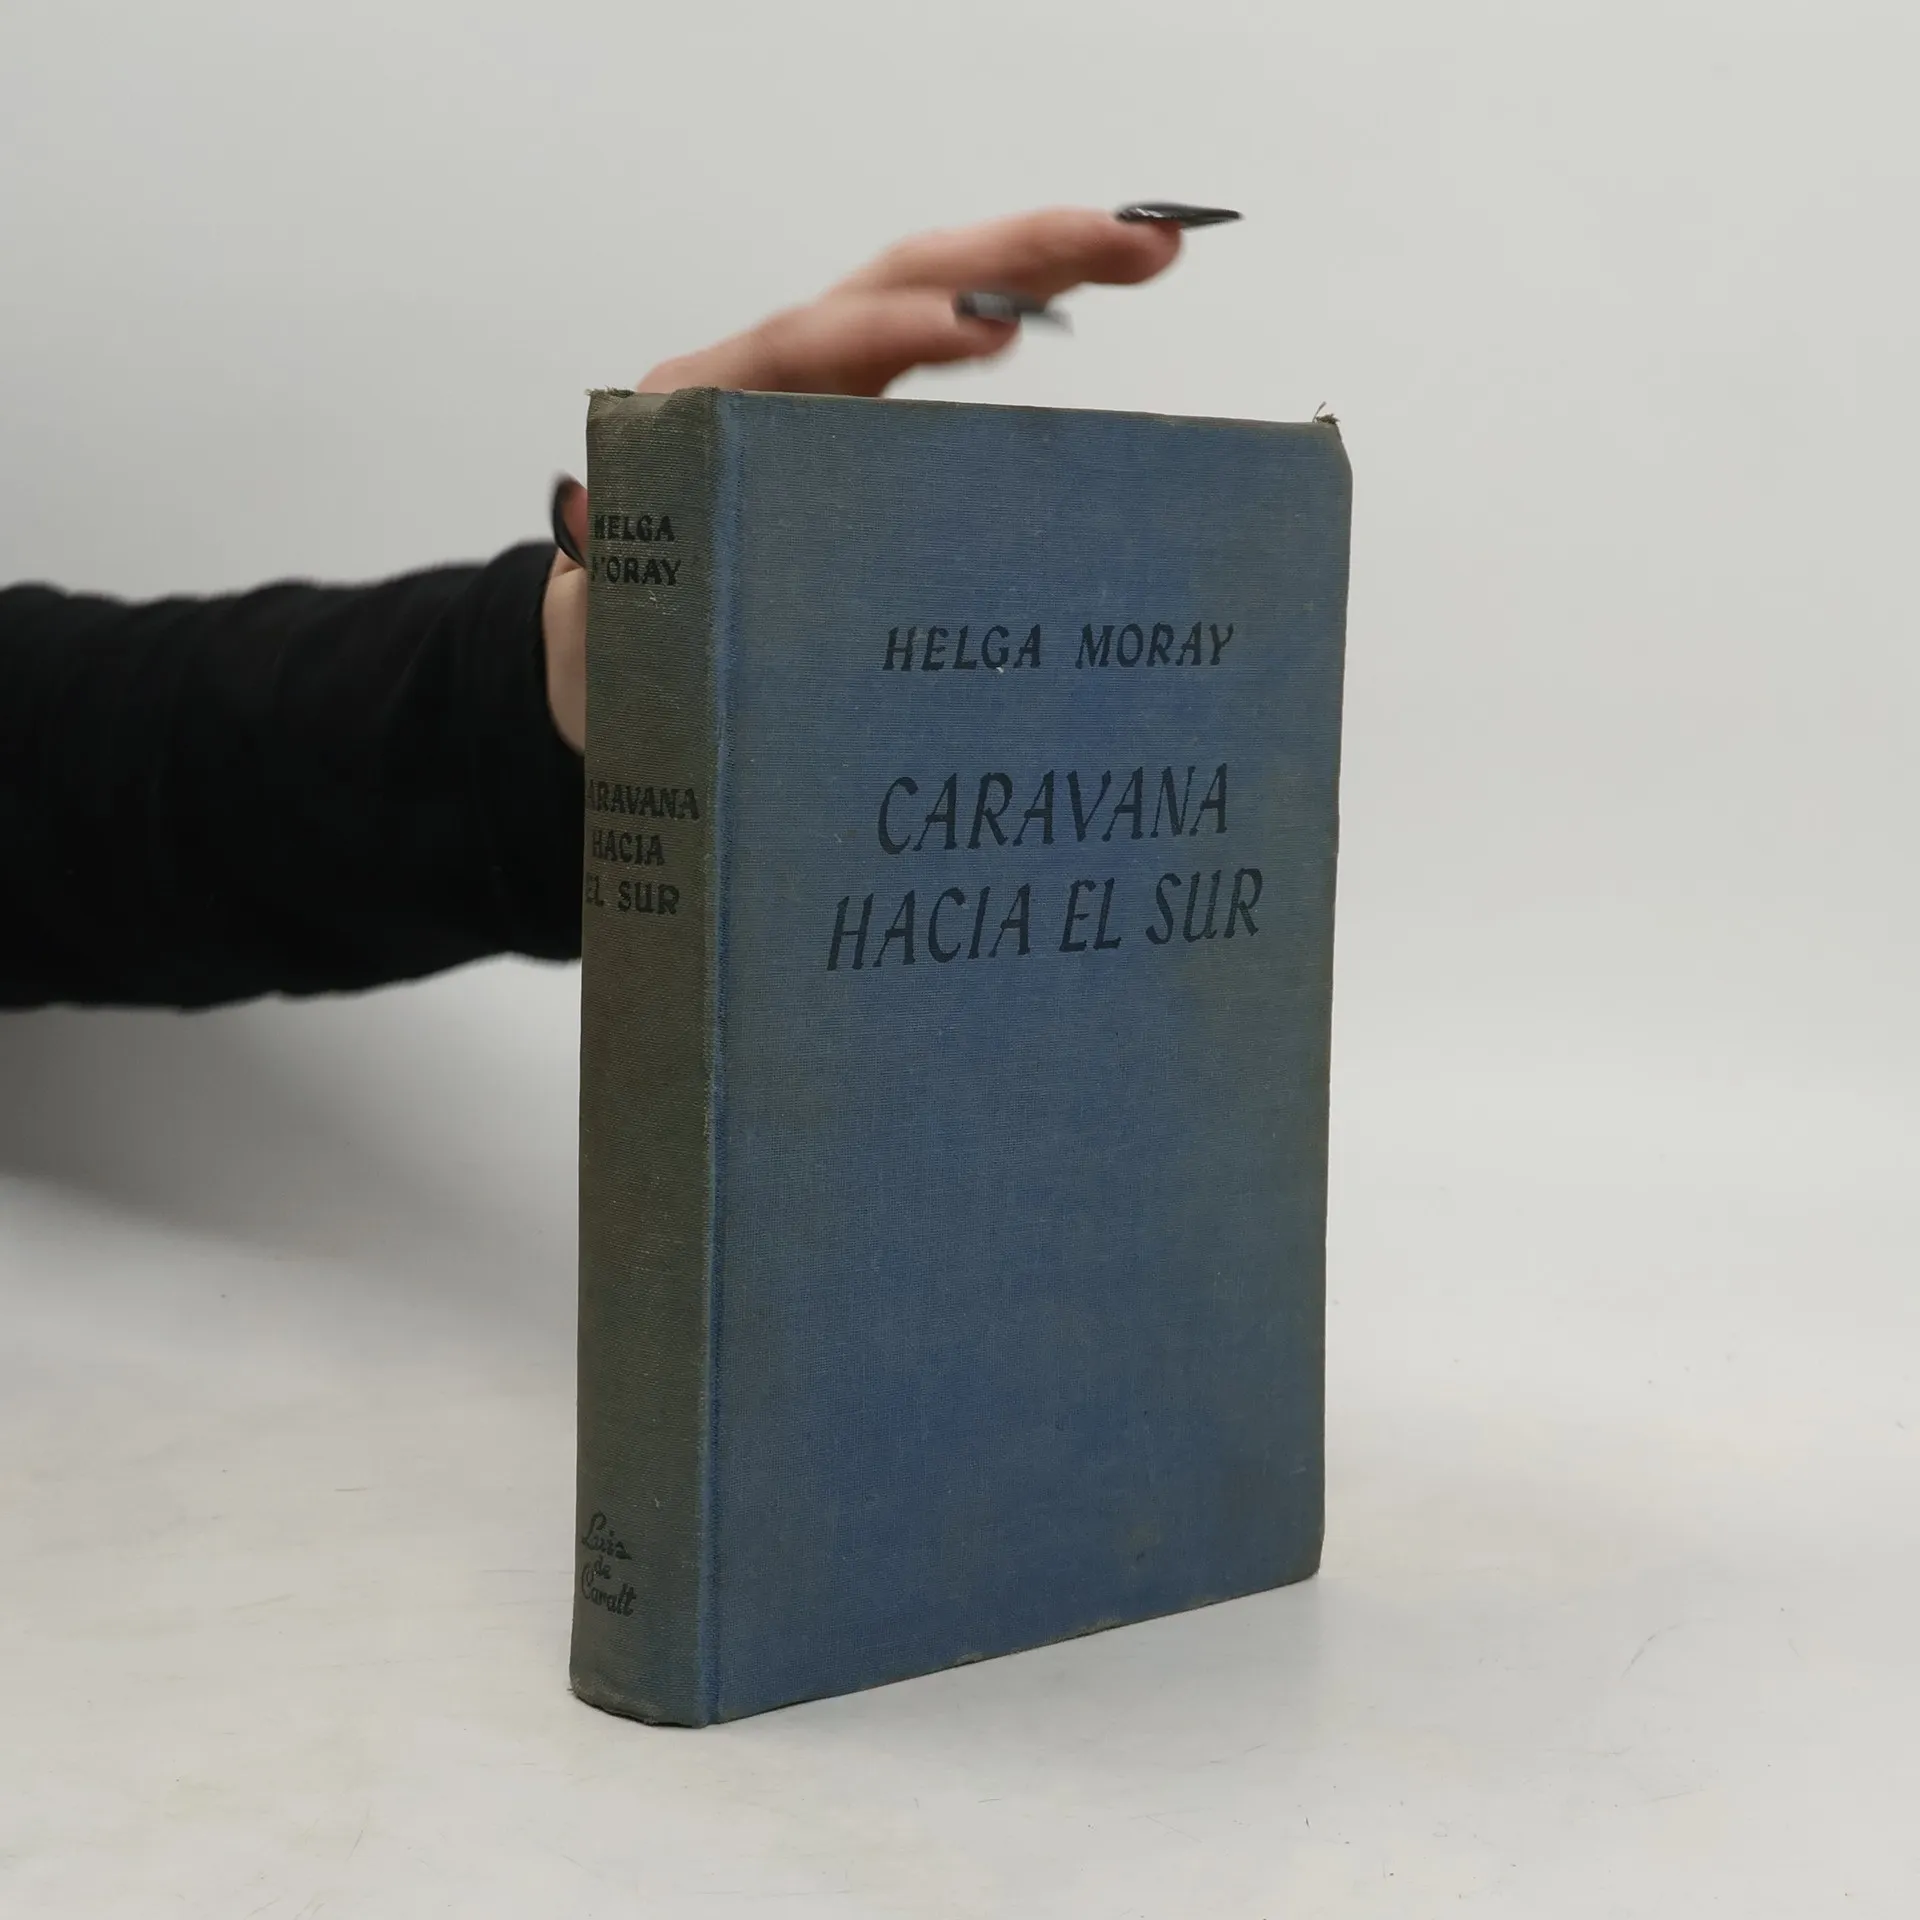 HELGA
MORAY
CARAVANA
HACIA
EL SUR
Luis
de
Caralt
HELGA MORAY
CARAVANA
HACIA EL SUR